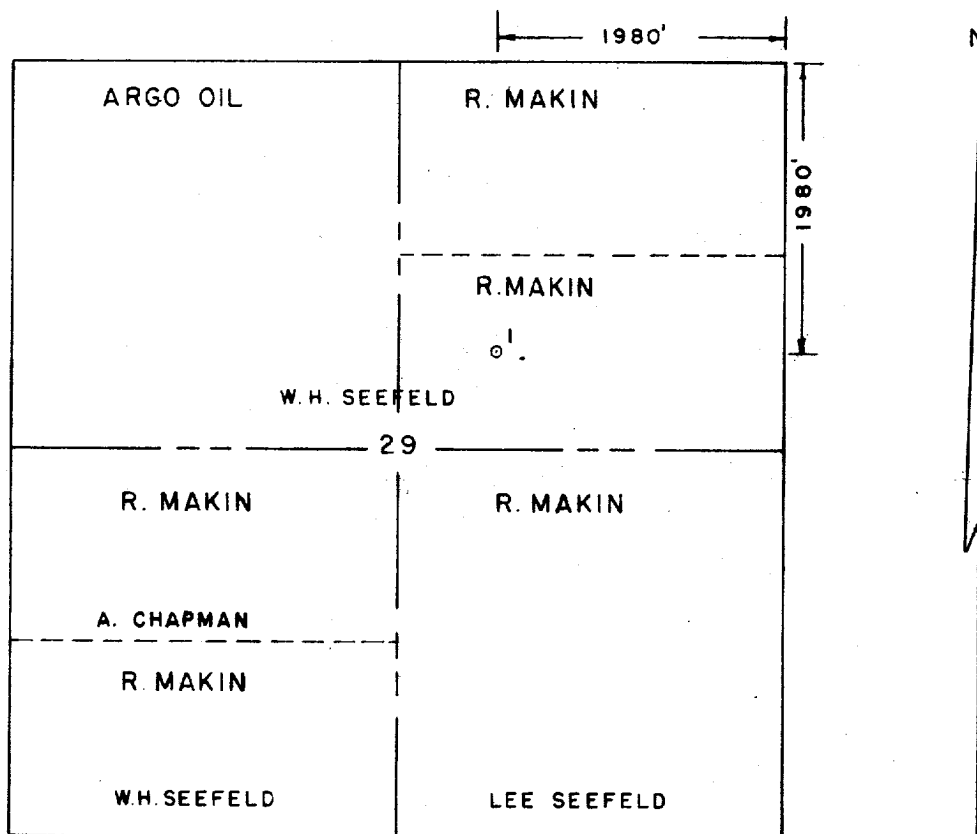 1980'
N
ARGO OIL
R. MAKIN
1980'
R. MAKIN
1
W.H. SEEFELD
29
R. MAKIN
R. MAKIN
A. CHAPMAN
R. MAKIN
W.H. SEEFELD
LEE SEEFELD